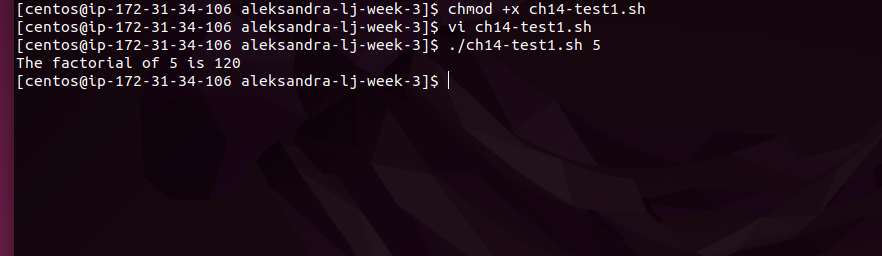 [centos@ip-172-31-34-106 aleksandra-lj-week-3]$ chmod +x ch14-test1.sh
[centos@ip-172-31-34-106 aleksandra-lj-week-3]$ vi ch14-test1.sh
[centos@ip-172-31-34-106 aleksandra-lj-week-3]$ ./ch14-test1.sh 5
The factorial of 5 is 120
[centos@ip-172-31-34-106 aleksandra-lj-week-3]$